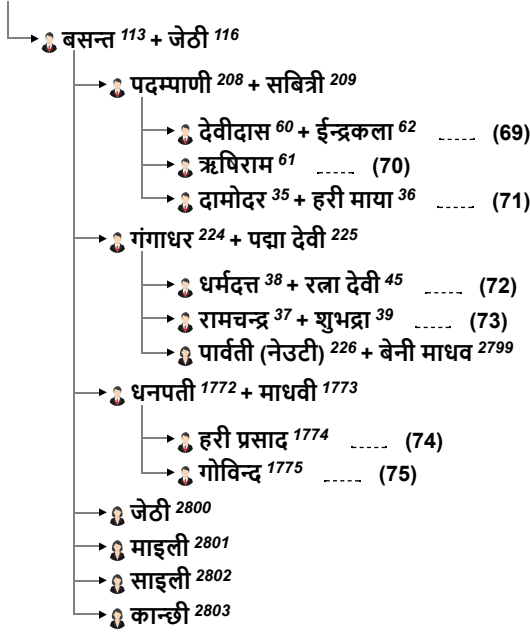 बसन्त 113 + जेठी 116
पदम्पाणी 208 + सबित्री 209
देवीदास 60 + ईन्द्रकला 62 ...... (69)
ऋषिराम 61 ...... (70)
दामोदर 35 + हरी माया 36 ...... (71)
गंगाधर 224 + पद्मा देवी 225
धर्मदत्त 38 + रत्ना देवी 45 ...... (72)
रामचन्द्र 37 + शुभद्रा 39 ...... (73)
पार्वती (नेउटी) 226 + बेनी माधव 2799
धनपती 1772 + माधवी 1773
हरी प्रसाद 1774 ...... (74)
गोविन्द 1775 ...... (75)
जेठी 2800
माइली 2801
साइली 2802
कान्छी 2803